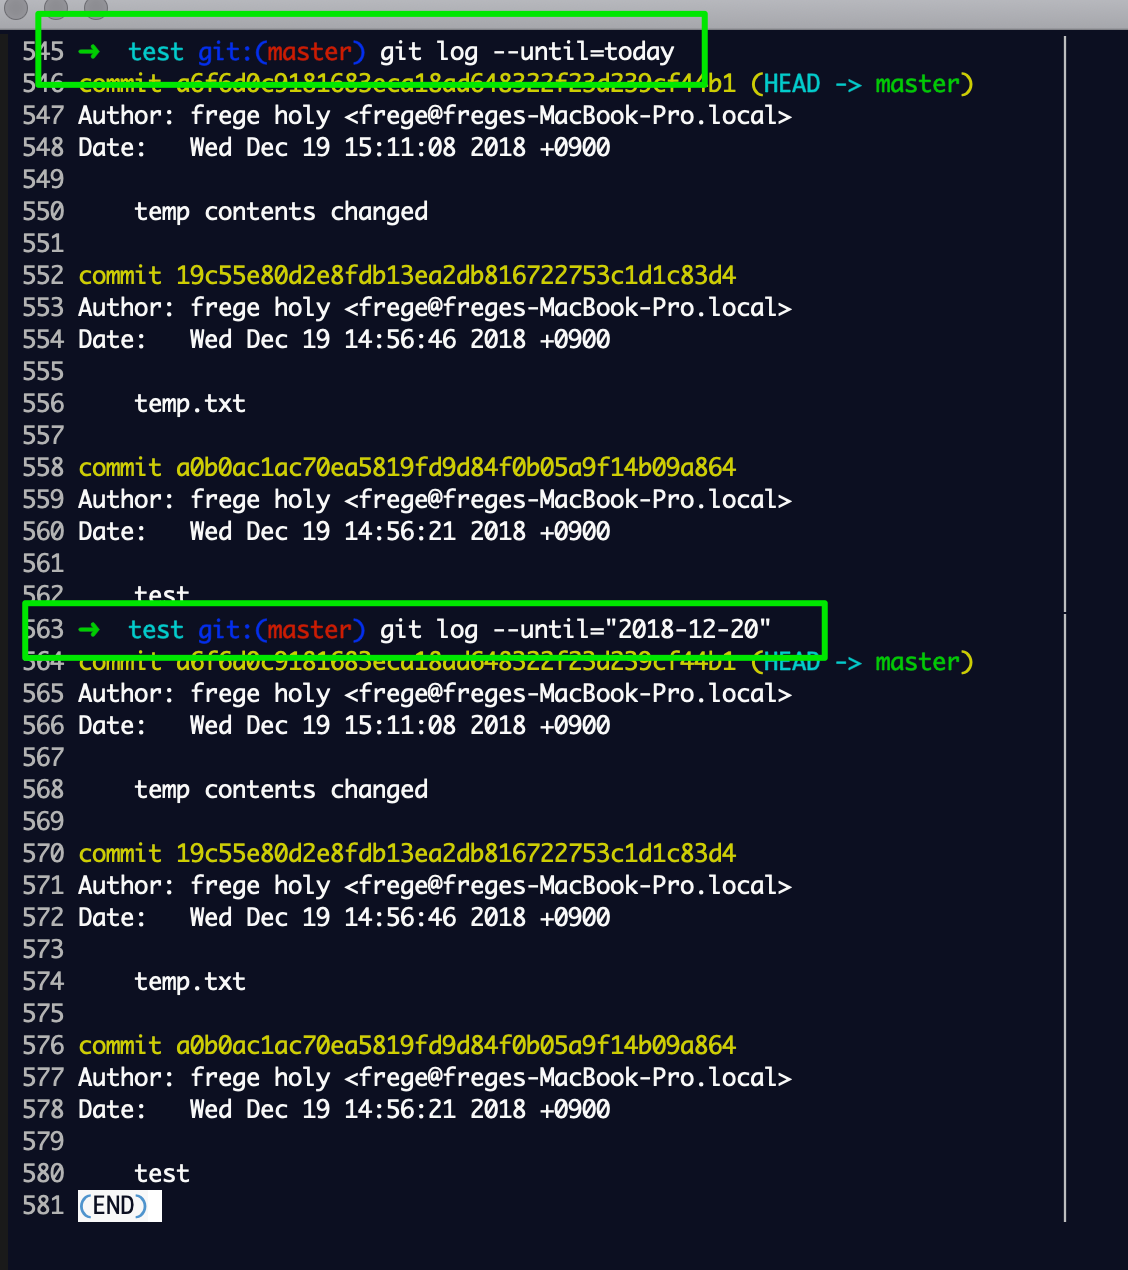 545 ➜  test git:(master) git log --until=today
546 commit a6f6d0c9181683eca18ad648322f23d239cf44b1 (HEAD -> master)
547 Author: frege holy <frege@freges-MacBook-Pro.local>
548 Date:   Wed Dec 19 15:11:08 2018 +0900
549
550     temp contents changed
551
552 commit 19c55e80d2e8fdb13ea2db816722753c1d1c83d4
553 Author: frege holy <frege@freges-MacBook-Pro.local>
554 Date:   Wed Dec 19 14:56:46 2018 +0900
555
556     temp.txt
557
558 commit a0b0ac1ac70ea5819fd9d84f0b05a9f14b09a864
559 Author: frege holy <frege@freges-MacBook-Pro.local>
560 Date:   Wed Dec 19 14:56:21 2018 +0900
561
562     test
563 ➜  test git:(master) git log --until="2018-12-20"
564 commit a6f6d0c9181683eca18ad648322f23d239cf44b1 (HEAD -> master)
565 Author: frege holy <frege@freges-MacBook-Pro.local>
566 Date:   Wed Dec 19 15:11:08 2018 +0900
567
568     temp contents changed
569
570 commit 19c55e80d2e8fdb13ea2db816722753c1d1c83d4
571 Author: frege holy <frege@freges-MacBook-Pro.local>
572 Date:   Wed Dec 19 14:56:46 2018 +0900
573
574     temp.txt
575
576 commit a0b0ac1ac70ea5819fd9d84f0b05a9f14b09a864
577 Author: frege holy <frege@freges-MacBook-Pro.local>
578 Date:   Wed Dec 19 14:56:21 2018 +0900
579
580     test
581 (END)